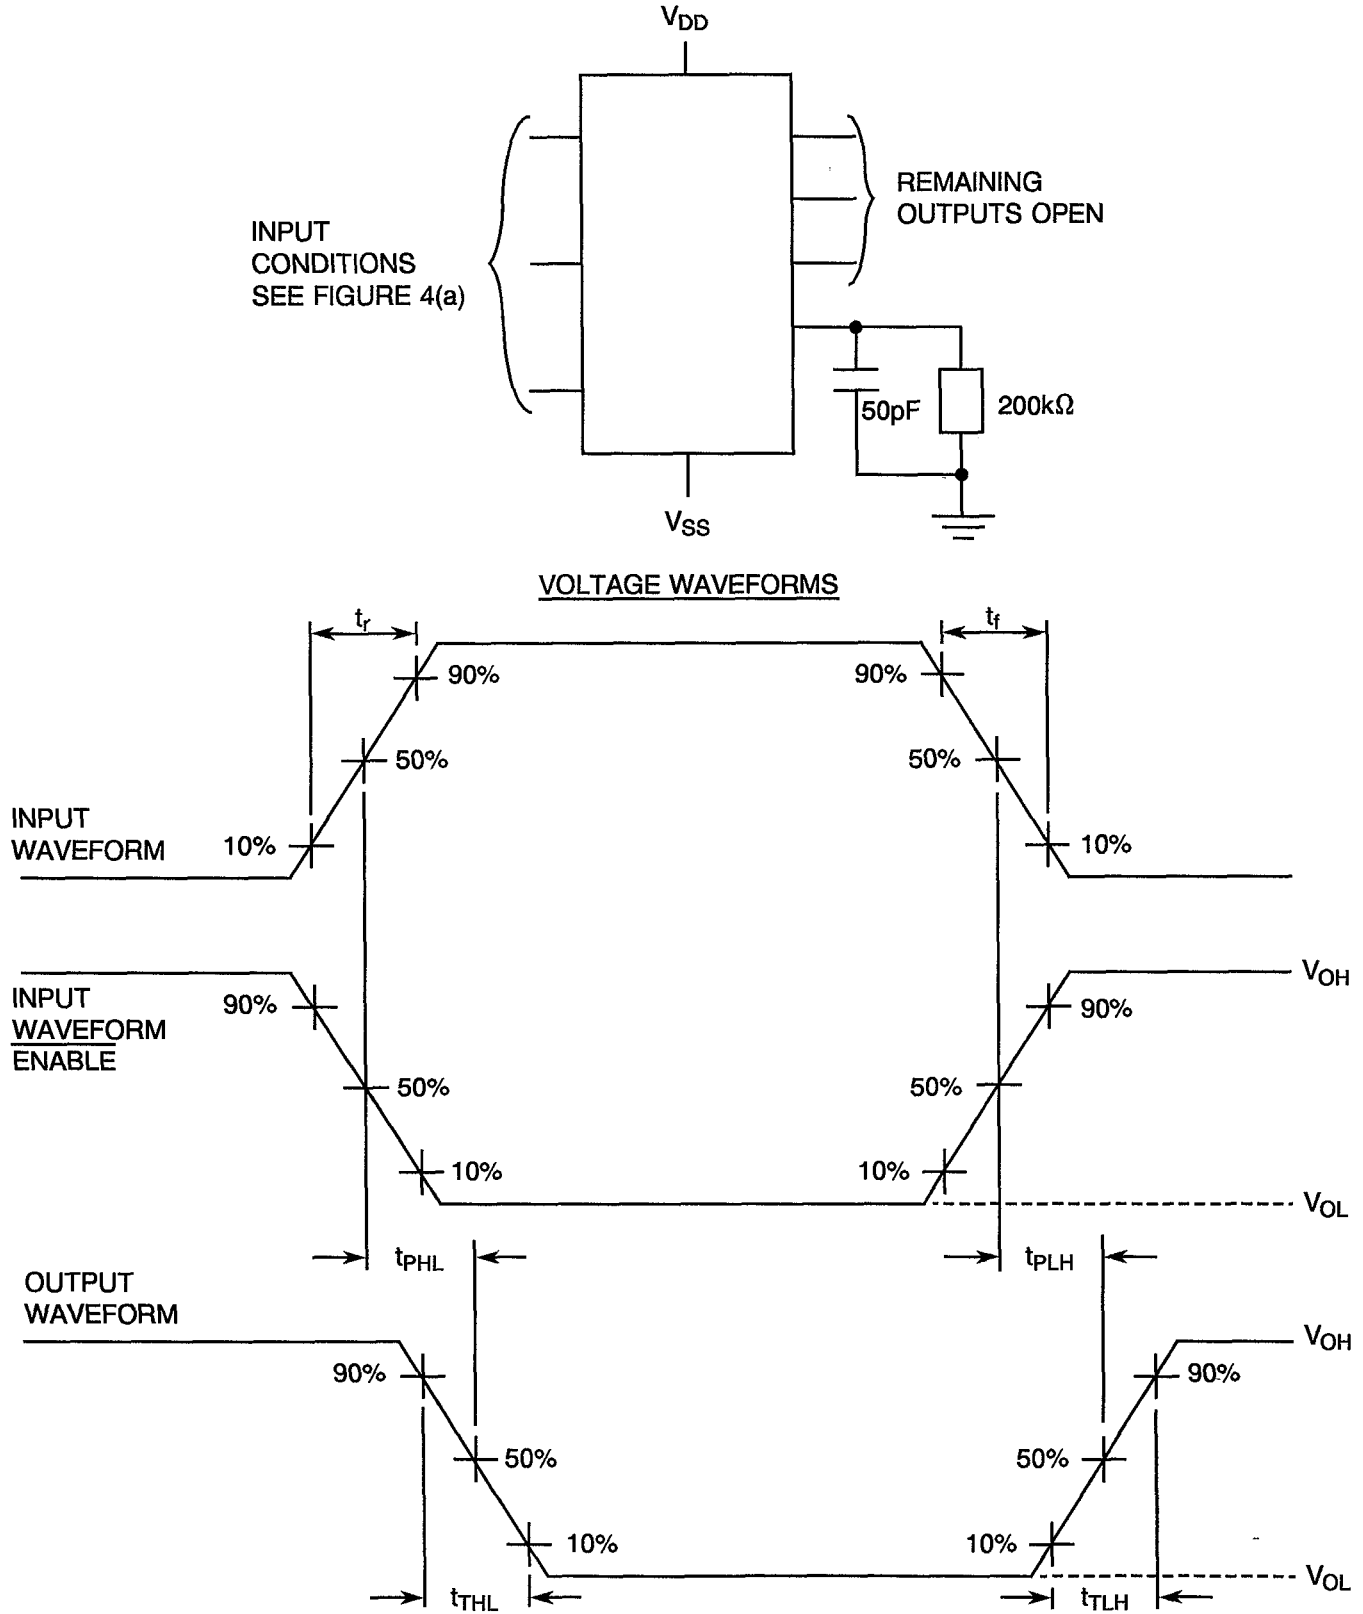 VDD
REMAINING
OUTPUTS OPEN
INPUT
CONDITIONS
SEE FIGURE 4(a)
50pF
200kΩ
VSS
VOLTAGE WAVEFORMS
tr
tf
90%
90%
50%
50%
INPUT
WAVEFORM
10%
10%
VOH
INPUT
WAVEFORM
ENABLE
90%
90%
50%
50%
10%
10%
VOL
tPHL
tPLH
OUTPUT
WAVEFORM
VOH
90%
90%
50%
50%
10%
10%
VOL
tTHL
tTLH